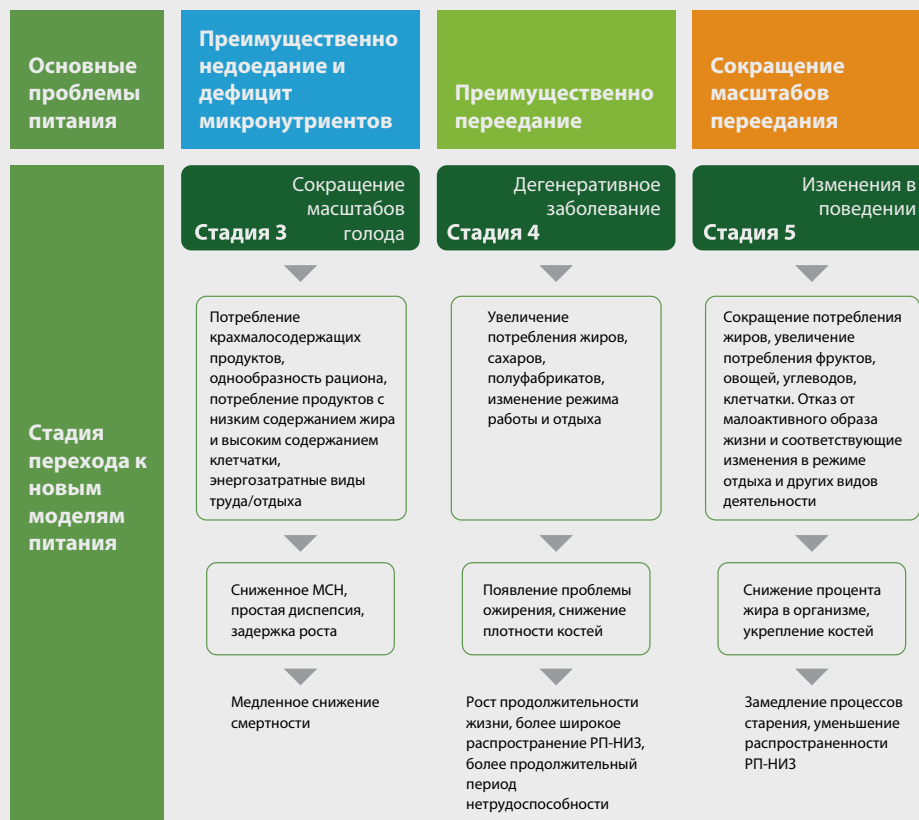 Основные
проблемы
питания
Преимущественно
недоедание и
дефицит
микронутриентов
Преимущественно
переедание
Сокращение
масштабов
переедания
Стадия
перехода к
новым
моделям
питания
Сокращение
масштабов
Стадия 3 голода
Дегенеративное
заболевание
Стадия 4
Изменения в
поведении
Стадия 5
Потребление
крахмалосодержащих
продуктов,
однообразность рациона,
потребление продуктов с
низким содержанием жира
и высоким содержанием
клетчатки,
энергозатратные виды
труда/отдыха
Увеличение
потребления жиров,
сахаров,
полуфабрикатов,
изменение режима
работы и отдыха
Сокращение потребления
жиров, увеличение
потребления фруктов,
овощей, углеводов,
клетчатки. Отказ от
малоактивного образа
жизни и соответствующие
изменения в режиме
отдыха и других видов
деятельности
Сниженное МСН,
простая диспепсия,
задержка роста
Появление проблемы
ожирения, снижение
плотности костей
Снижение процента
жира в организме,
укрепление костей
Медленное снижение
смертности
Рост продолжительности
жизни, более широкое
распространение РП-НИЗ,
более продолжительный
период
нетрудоспособности
Замедление процессов
старения, уменьшение
распространенности
РП-НИЗ